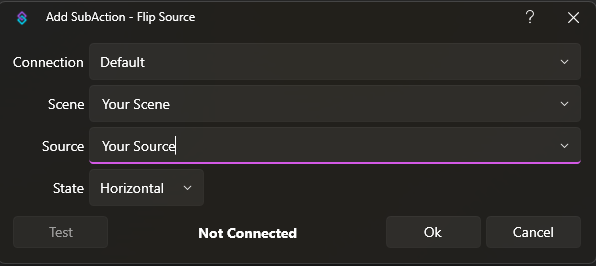 Add SubAction - Flip Source ?
Connection Default
Scene Your Scene
Source Your Source
State Horizontal
Test Not Connected Ok Cancel